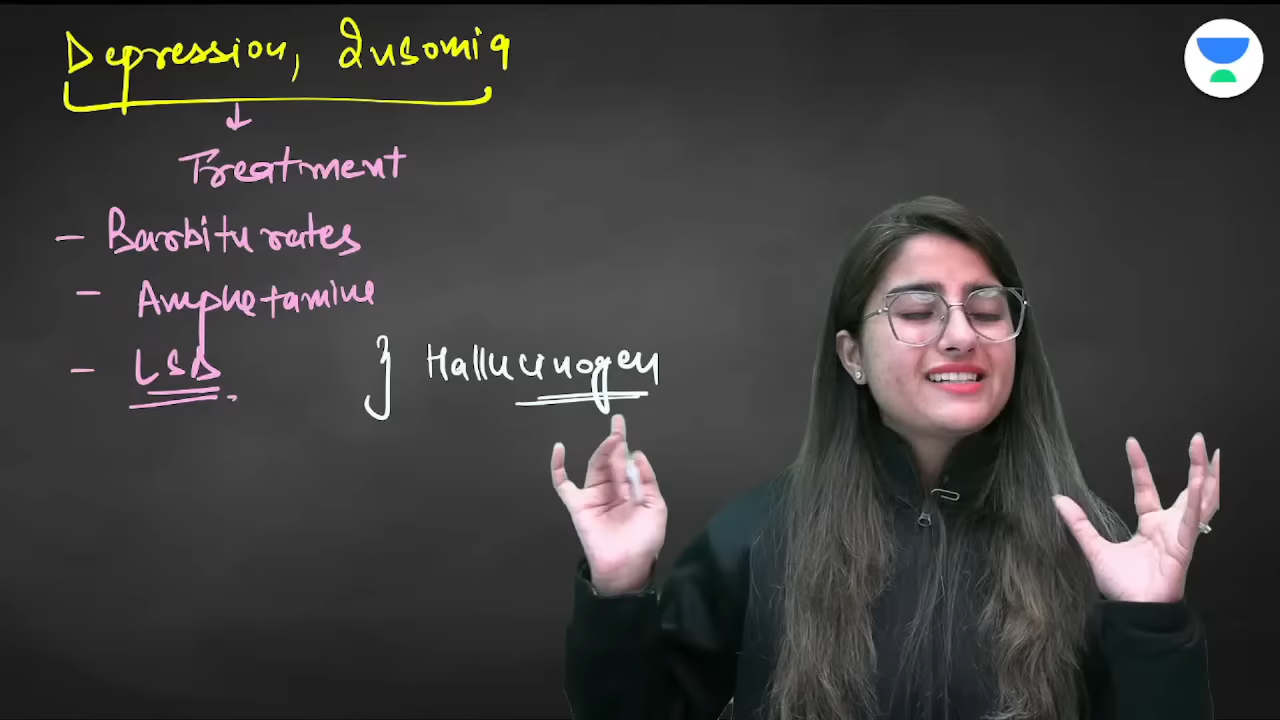 Depression, Insomia
Treatment
- Barbiturates
- Amphetamine
- LSD
} Hallucinogen